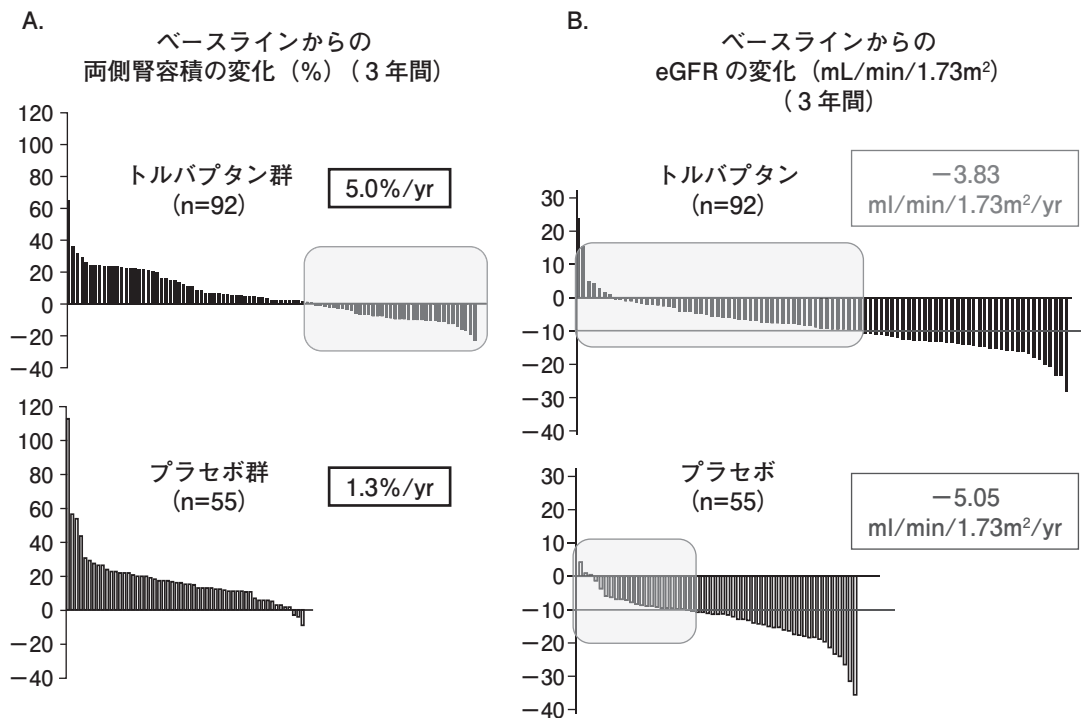 A.
ベースラインからの
両側腎容積の変化（%）（3年間）
120
100
80
60
40
20
0
−20
−40
トルバプタン群
(n=92)
5.0%/yr
120
100
80
60
40
20
0
−20
−40
プラセボ群
(n=55)
1.3%/yr
B.
ベースラインからの
eGFR の変化（mL/min/1.73m²）
（3年間）
30
20
10
0
−10
−20
−30
−40
トルバプタン
(n=92)
−3.83
ml/min/1.73m²/yr
30
20
10
0
−10
−20
−30
−40
プラセボ
(n=55)
−5.05
ml/min/1.73m²/yr